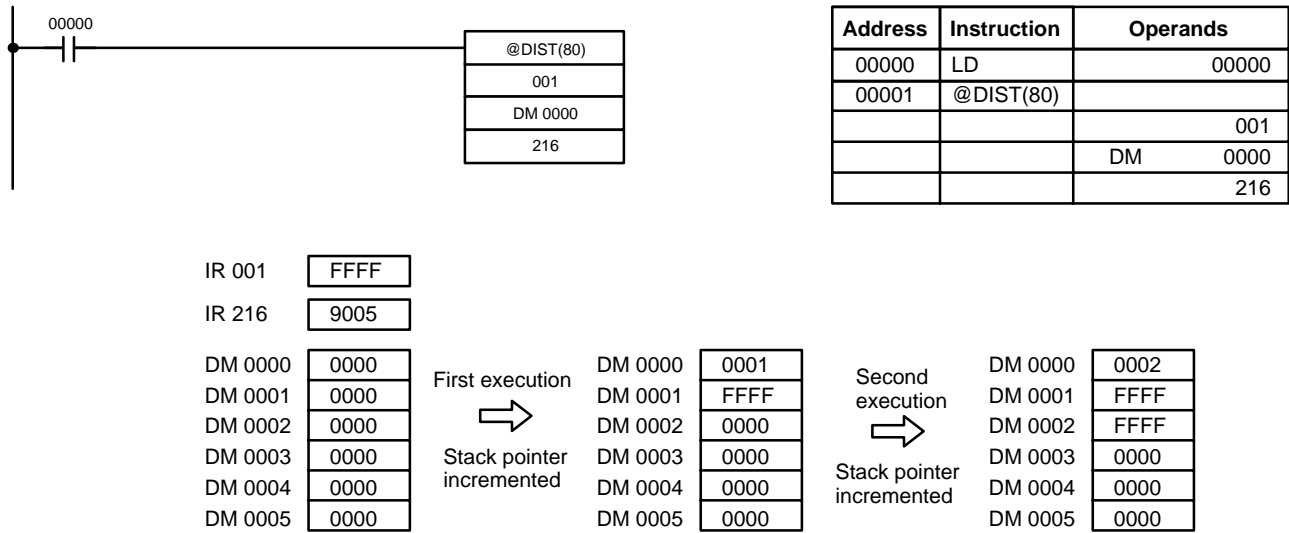 00000
@DIST(80)
001
DM 0000
216
Address Instruction Operands
00000 LD 00000
00001 @DIST(80)
001
DM 0000
216
IR 001 FFFF
IR 216 9005
DM 0000 0000
DM 0001 0000
DM 0002 0000
DM 0003 0000
DM 0004 0000
DM 0005 0000
First execution
Stack pointer
incremented
DM 0000 0001
DM 0001 FFFF
DM 0002 0000
DM 0003 0000
DM 0004 0000
DM 0005 0000
Second
execution
Stack pointer
incremented
DM 0000 0002
DM 0001 FFFF
DM 0002 FFFF
DM 0003 0000
DM 0004 0000
DM 0005 0000